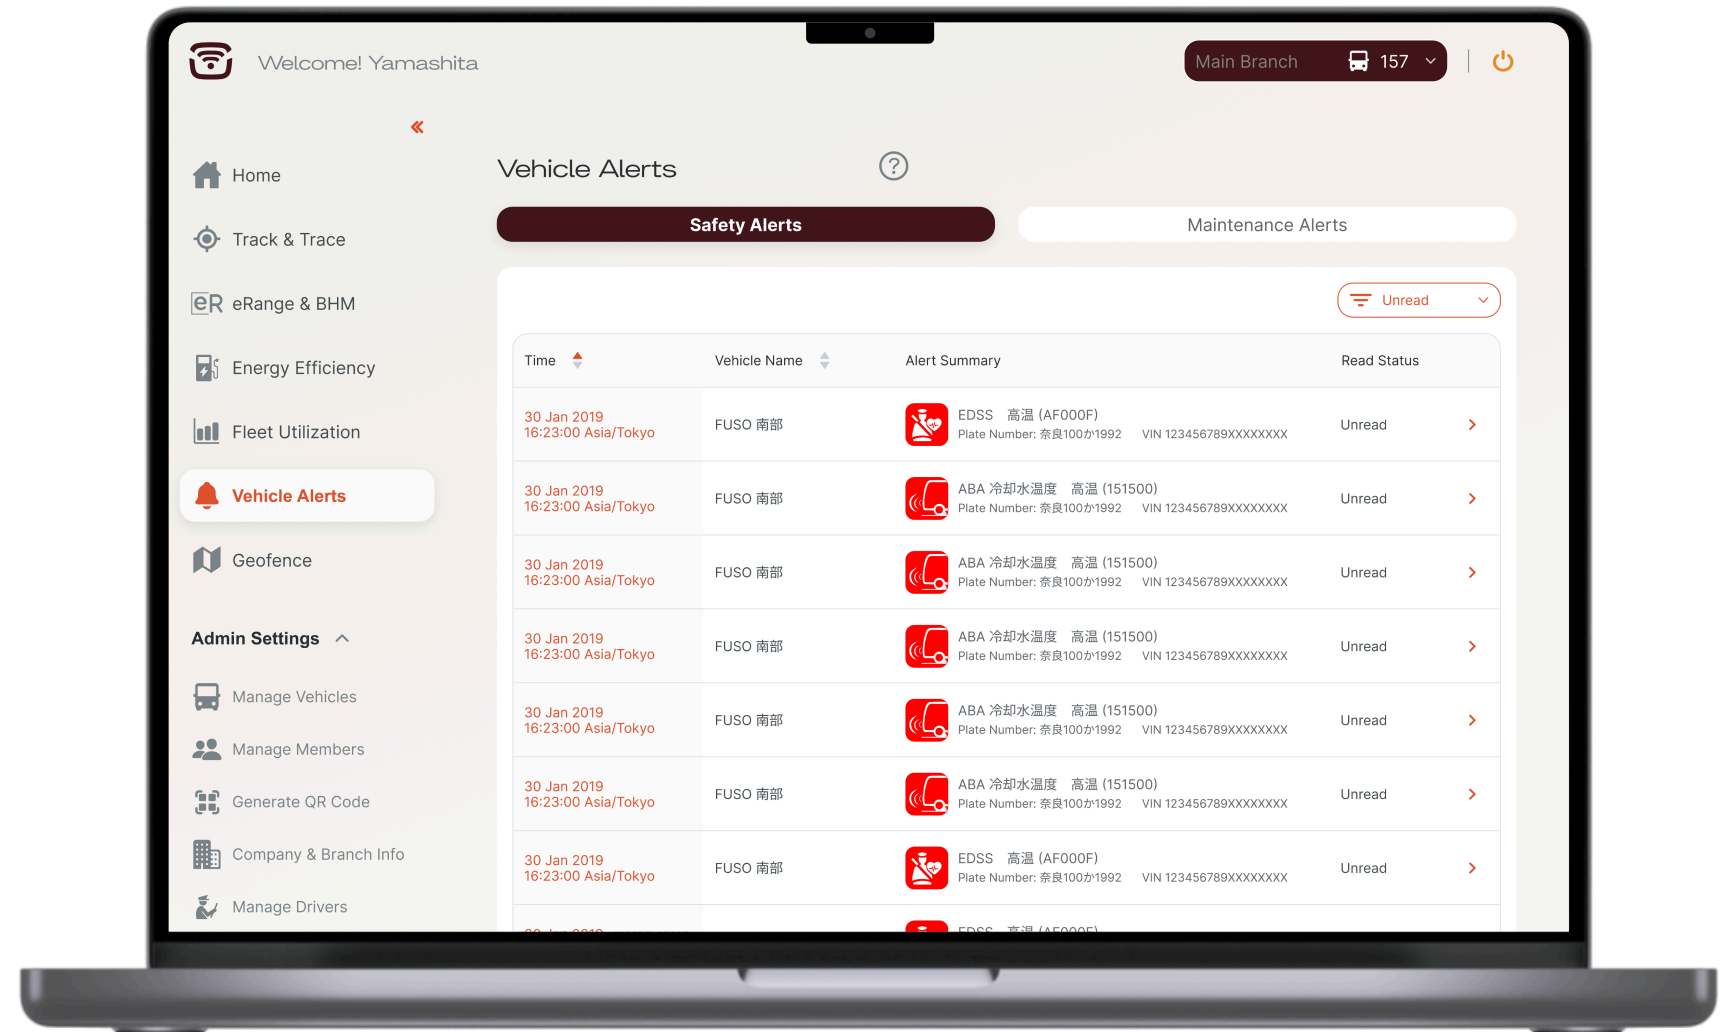 Welcome! Yamashita
Main Branch 157
Home
Track & Trace
eR eRange & BHM
Energy Efficiency
Fleet Utilization
Vehicle Alerts
Geofence
Admin Settings
Manage Vehicles
Manage Members
Generate QR Code
Company & Branch Info
Manage Drivers
Vehicle Alerts ?
Safety Alerts
Maintenance Alerts
Unread
Time Vehicle Name Alert Summary Read Status
30 Jan 2019
16:23:00 Asia/Tokyo
FUSO 南部
EDSS 高温 (AF000F)
Plate Number: 奈良100か1992 VIN 123456789XXXXXXXX
Unread
30 Jan 2019
16:23:00 Asia/Tokyo
FUSO 南部
ABA 冷却水温度 高温 (151500)
Plate Number: 奈良100か1992 VIN 123456789XXXXXXXX
Unread
30 Jan 2019
16:23:00 Asia/Tokyo
FUSO 南部
ABA 冷却水温度 高温 (151500)
Plate Number: 奈良100か1992 VIN 123456789XXXXXXXX
Unread
30 Jan 2019
16:23:00 Asia/Tokyo
FUSO 南部
ABA 冷却水温度 高温 (151500)
Plate Number: 奈良100か1992 VIN 123456789XXXXXXXX
Unread
30 Jan 2019
16:23:00 Asia/Tokyo
FUSO 南部
ABA 冷却水温度 高温 (151500)
Plate Number: 奈良100か1992 VIN 123456789XXXXXXXX
Unread
30 Jan 2019
16:23:00 Asia/Tokyo
FUSO 南部
ABA 冷却水温度 高温 (151500)
Plate Number: 奈良100か1992 VIN 123456789XXXXXXXX
Unread
30 Jan 2019
16:23:00 Asia/Tokyo
FUSO 南部
EDSS 高温 (AF000F)
Plate Number: 奈良100か1992 VIN 123456789XXXXXXXX
Unread
30 Jan 2019
EDSS 高温 (AF000F)